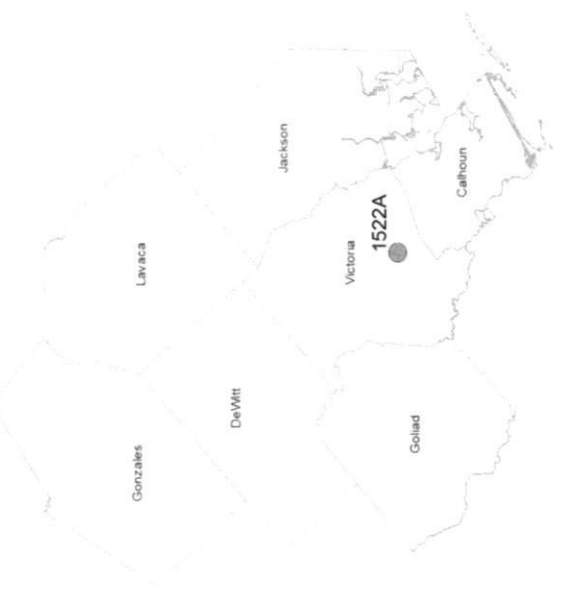 Gonzales
Lavaca
DeWitt
Jackson
Victoria
1522A
Calhoun
Goliad